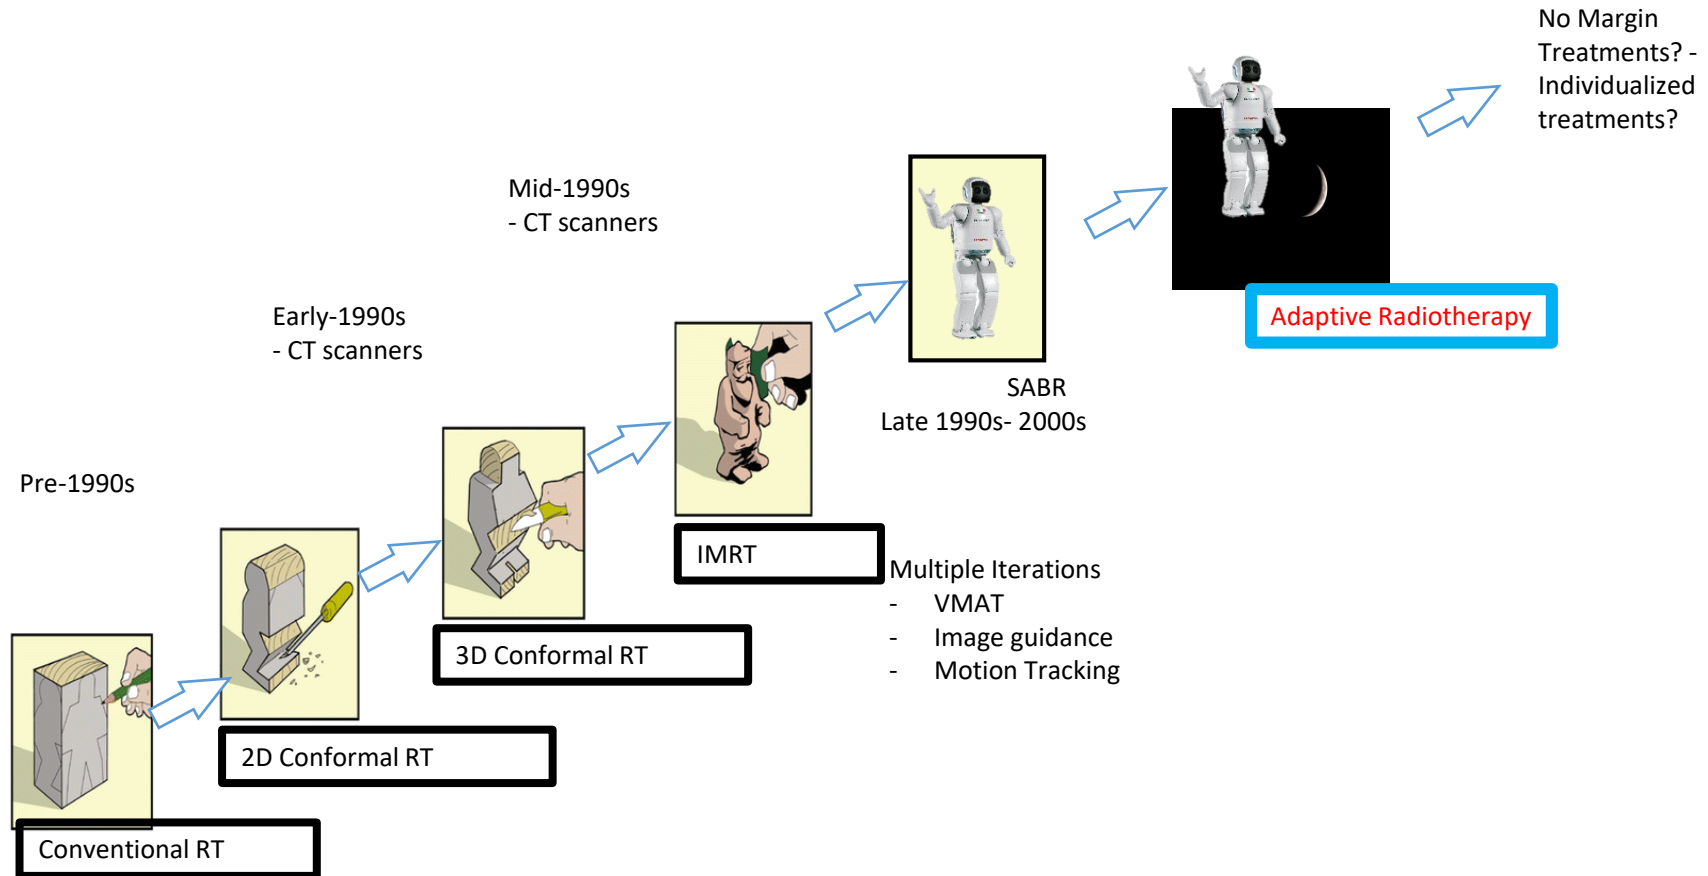 No Margin
Treatments? -
Individualized
treatments?
Mid-1990s
- CT scanners
Early-1990s
- CT scanners
Adaptive Radiotherapy
SABR
Late 1990s- 2000s
Pre-1990s
IMRT
Multiple Iterations
- VMAT
- Image guidance
- Motion Tracking
3D Conformal RT
2D Conformal RT
Conventional RT